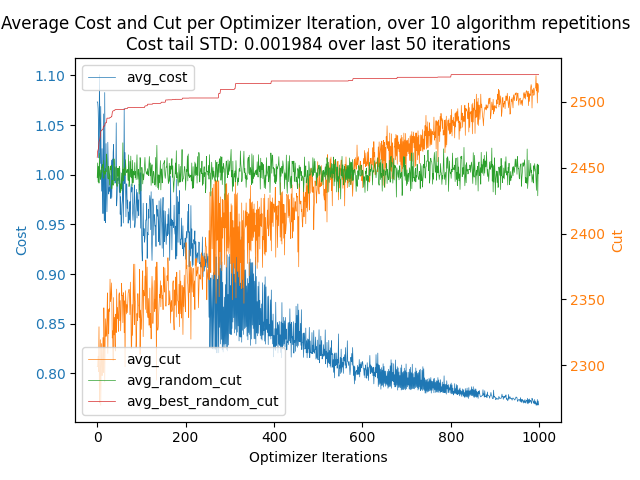 Average Cost and Cut per Optimizer Iteration, over 10 algorithm repetitions
Cost tail STD: 0.001984 over last 50 iterations
avg_cost
1.10
1.05
1.00
0.95
0.90
0.85
0.80
Cost
2500
2450
2400
2350
2300
Cut
avg_cut
avg_random_cut
avg_best_random_cut
0 200 400 600 800 1000
Optimizer Iterations